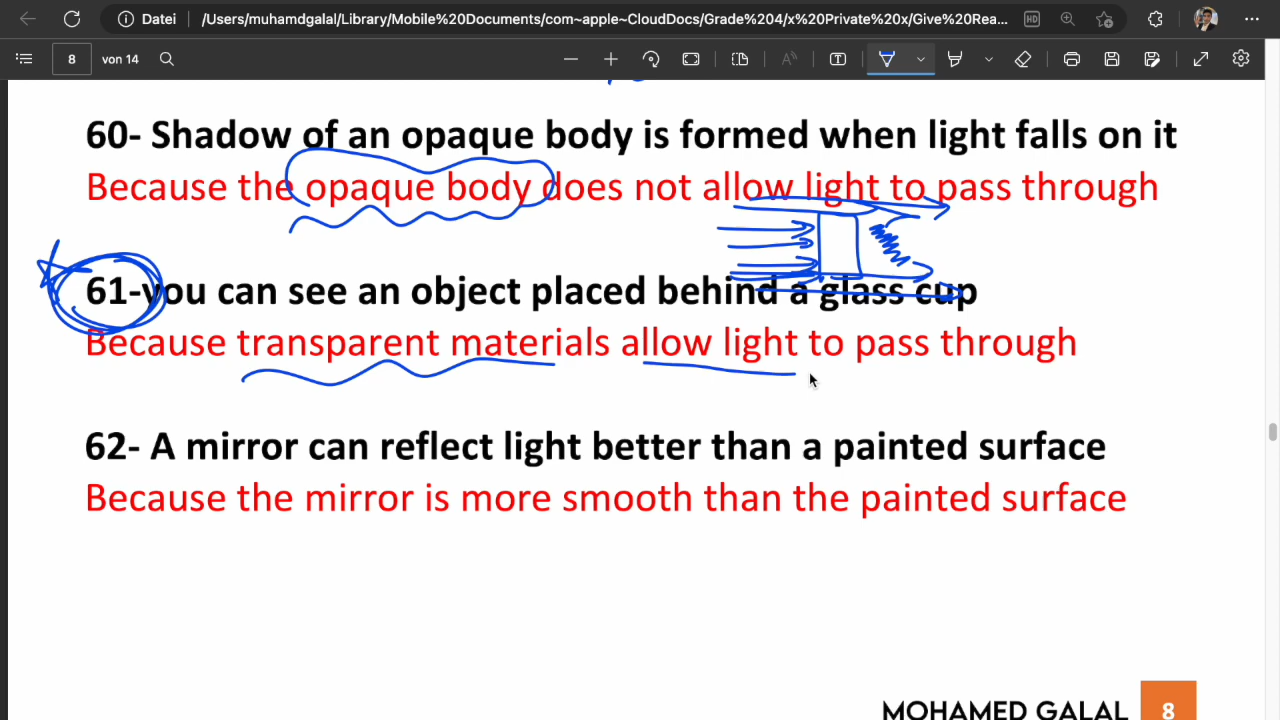 Datei
/Users/muhamdgalal/Library/Mobile%20Documents/com~apple~CloudDocs/Grade%204/x%20Private%20x/Give%20Rea...
HD
8 von 14
60- Shadow of an opaque body is formed when light falls on it
Because the opaque body does not allow light to pass through
61-you can see an object placed behind a glass cup
Because transparent materials allow light to pass through
62- A mirror can reflect light better than a painted surface
Because the mirror is more smooth than the painted surface
MOHAMED GALAL 8